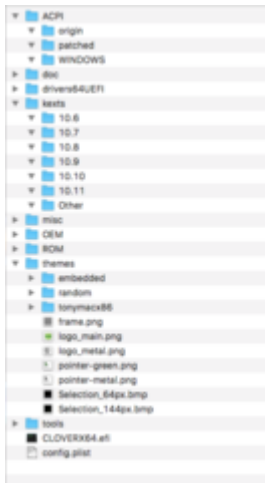 ACPI
origin
patched
WINDOWS
doc
drivers64UEFI
kexts
10.6
10.7
10.8
10.9
10.10
10.11
Other
misc
OEM
ROM
themes
embedded
random
tonymacx86
frame.png
logo_main.png
logo_metal.png
pointer-green.png
pointer-metal.png
Selection_64px.bmp
Selection_144px.bmp
tools
CLOVERX64.efi
config.plist